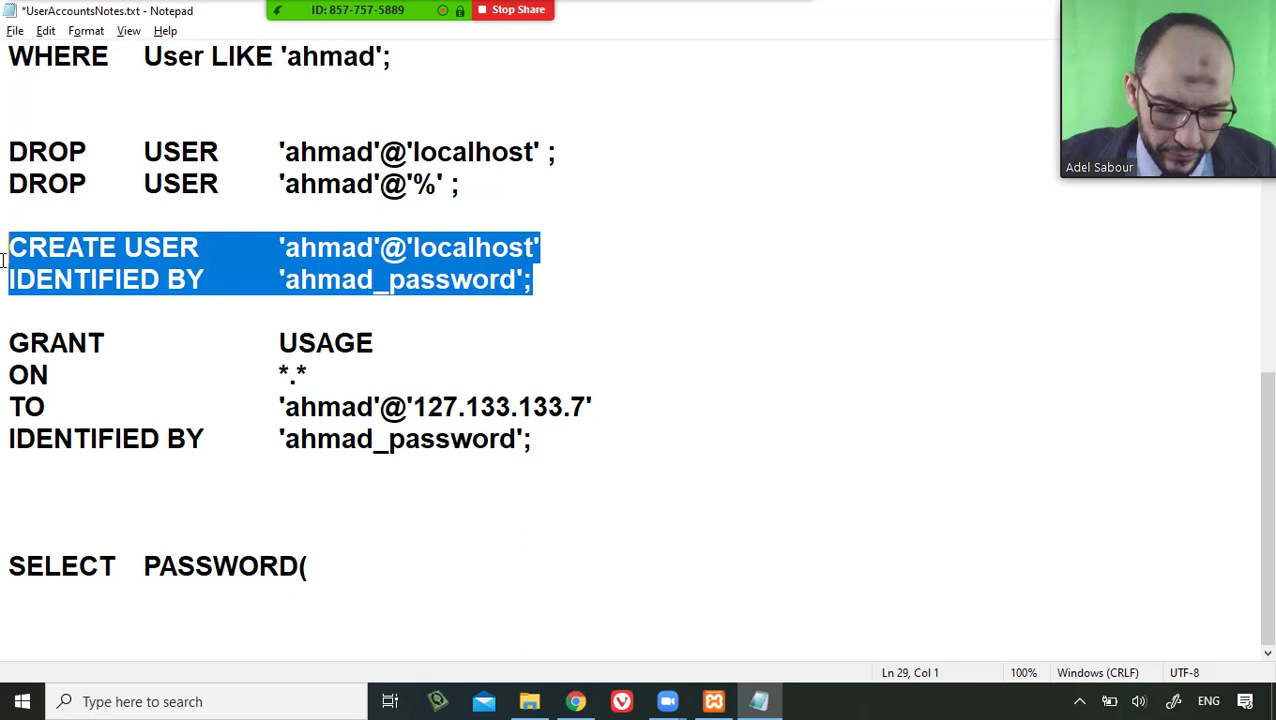 *UserAccountsNotes.txt - Notepad
ID: 857-757-5889
Stop Share
File Edit Format View Help
WHERE User LIKE 'ahmad';
DROP USER 'ahmad'@'localhost' ;
DROP USER 'ahmad'@'%' ;
CREATE USER 'ahmad'@'localhost'
IDENTIFIED BY 'ahmad_password';
GRANT USAGE
ON *.*
TO 'ahmad'@'127.133.133.7'
IDENTIFIED BY 'ahmad_password';
SELECT PASSWORD(
Adel Sabour
Ln 29, Col 1 100% Windows (CRLF) UTF-8
Type here to search
ENG